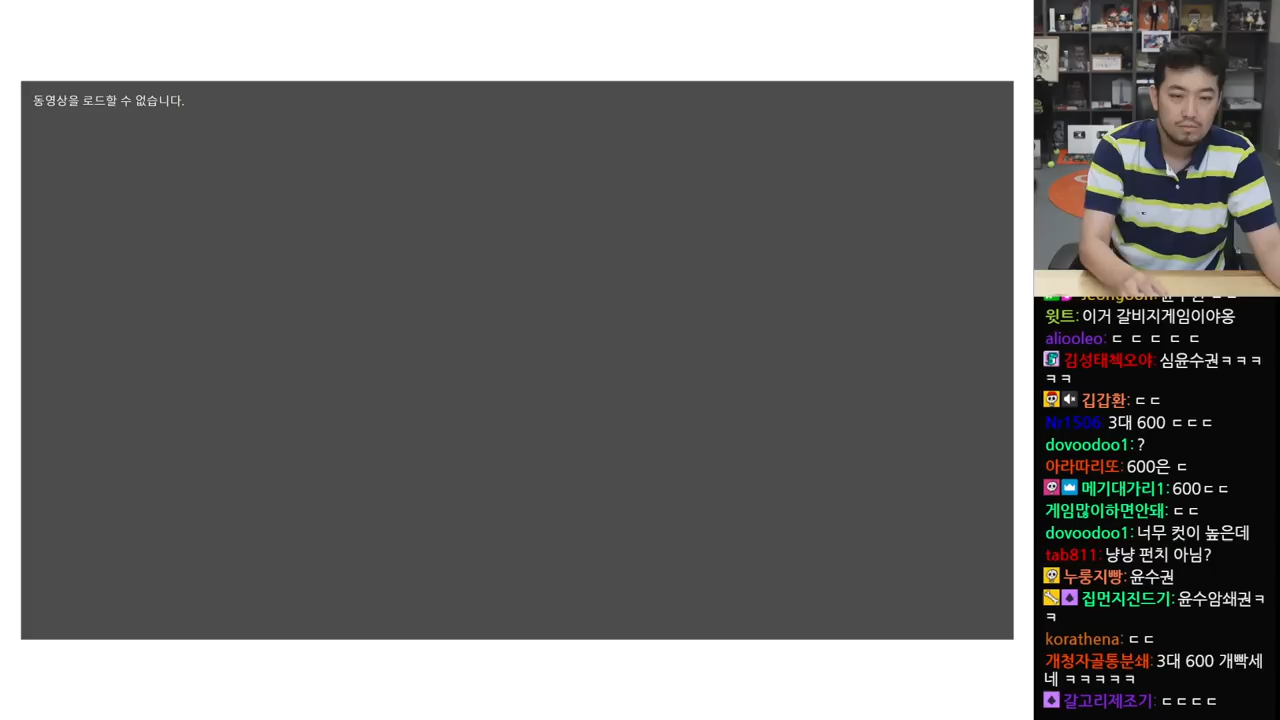 동영상을 로드할 수 없습니다.
윗트: 이거 갈비지게임이야옹
aliooleo: ㄷ ㄷ ㄷ ㄷ ㄷ
김성태첵오야: 심윤수권ㅋㅋㅋ
ㅋㅋ
깁갑환: ㄷㄷ
Nr1506: 3대 600 ㄷㄷㄷ
dovoodoo1: ?
아라따리또: 600은 ㄷ
메기대가리1: 600ㄷㄷ
게임많이하면안돼: ㄷㄷ
dovoodoo1: 너무 컷이 높은데
tab811: 냥냥 펀치 아님?
누룽지빵: 윤수권
집먼지진드기: 윤수암쇄권ㅋ
ㅋ
korathena: ㄷㄷ
개청자골통분쇄: 3대 600 개빡세
네 ㅋㅋㅋㅋㅋ
갈고리제조기: ㄷㄷㄷㄷ